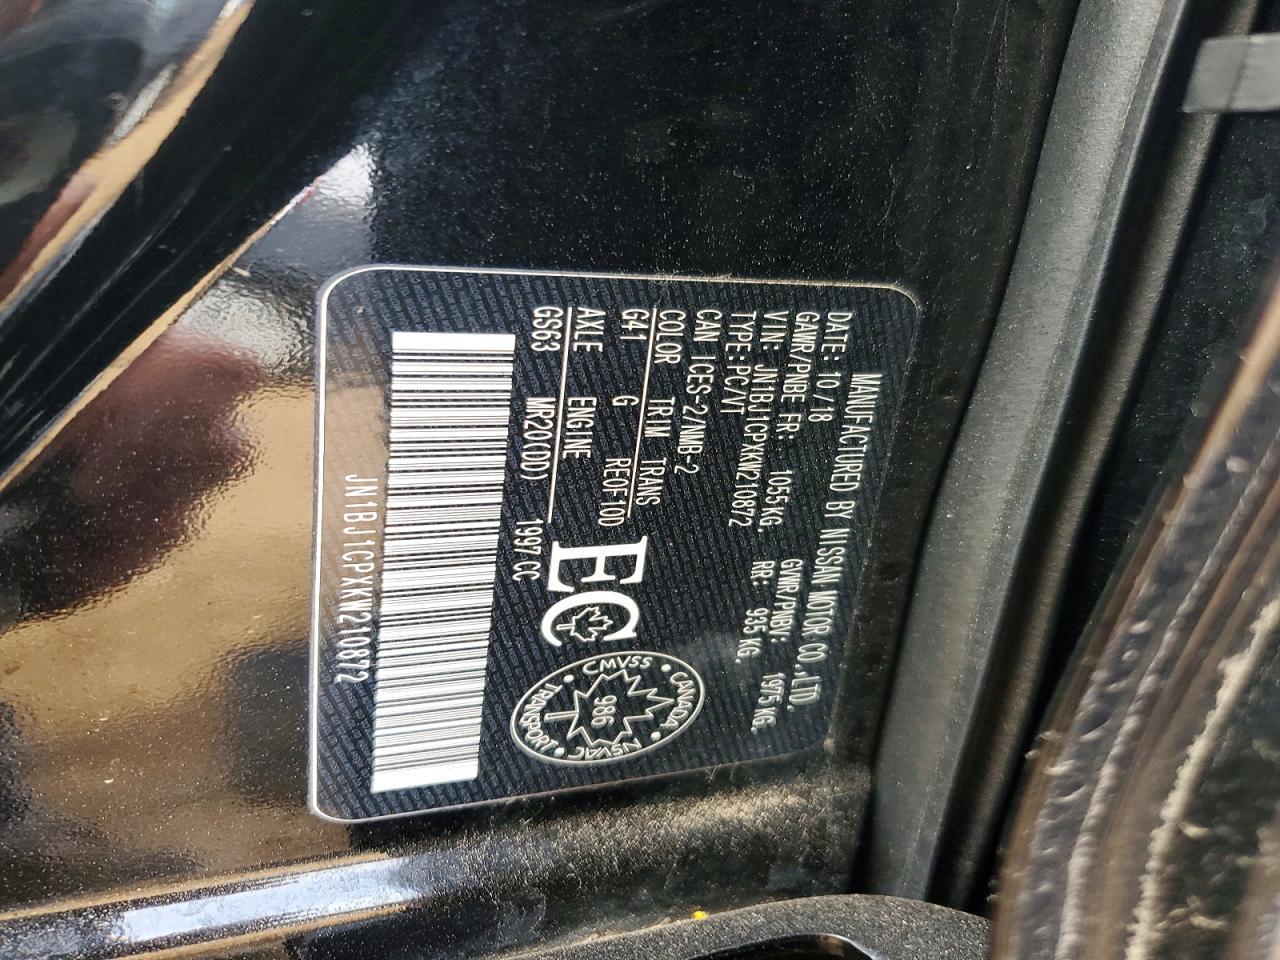 MANUFACTURED BY NISSAN MOTOR CO.,LTD.
DATE: 10/18 GVWR/PNBV: 1975 KG.
GAWR/PNBE FR: 1055 KG. RR: 935 KG.
VIN: JN1BJ1CPXKW210872
TYPE: PC/VT
CAN ICES-2/NMB-2
COLOR TRIM TRANS
G41 G RE0F10D
AXLE ENGINE
GS63 MR20(DD) 1997 CC
EC
CANADA
CMVSS 986 NSVAC
TRANSPORT
JN1BJ1CPXKW210872